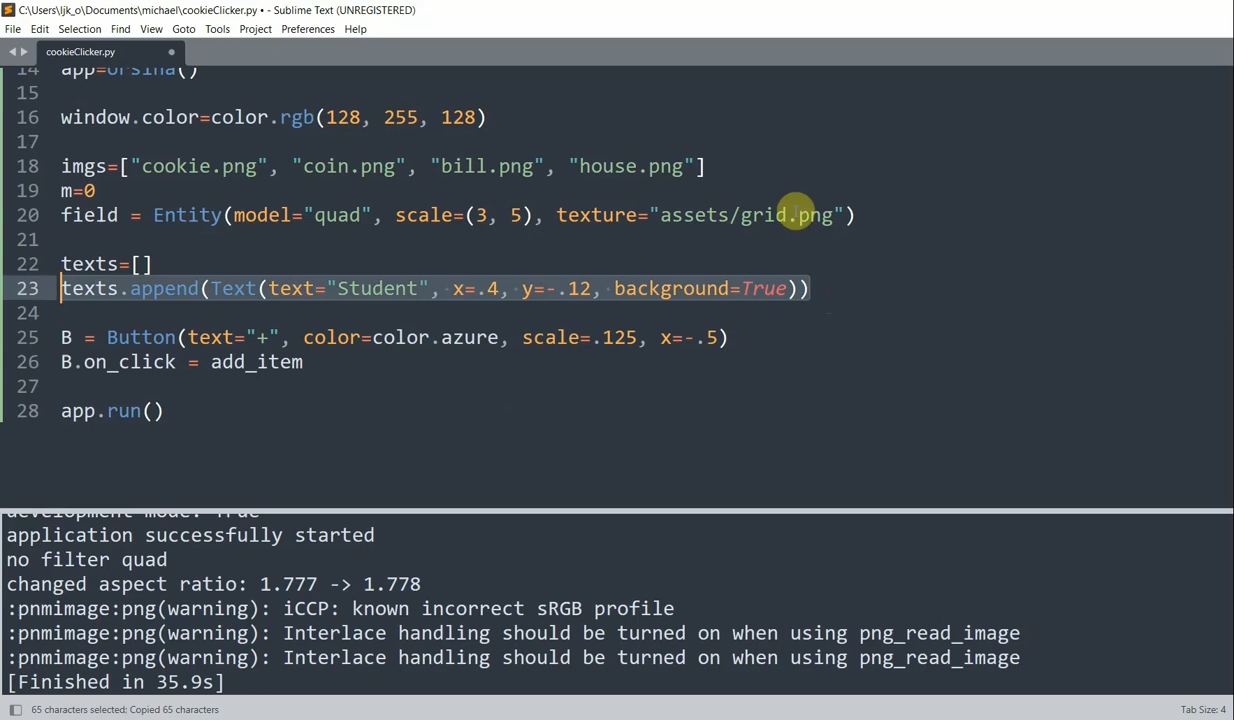 C:\Users\ljk_o\Documents\michael\cookieClicker.py • - Sublime Text (UNREGISTERED)
File Edit Selection Find View Goto Tools Project Preferences Help
cookieClicker.py
14 app=Ursina()
15
16 window.color=color.rgb(128, 255, 128)
17
18 imgs=["cookie.png", "coin.png", "bill.png", "house.png"]
19 m=0
20 field = Entity(model="quad", scale=(3, 5), texture="assets/grid.png")
21
22 texts=[]
23 texts.append(Text(text="Student", x=.4, y=-.12, background=True))
24
25 B = Button(text="+", color=color.azure, scale=.125, x=-.5)
26 B.on_click = add_item
27
28 app.run()
development mode: True
application successfully started
no filter quad
changed aspect ratio: 1.777 -> 1.778
:pnmimage:png(warning): iCCP: known incorrect sRGB profile
:pnmimage:png(warning): Interlace handling should be turned on when using png_read_image
:pnmimage:png(warning): Interlace handling should be turned on when using png_read_image
[Finished in 35.9s]
65 characters selected; Copied 65 characters Tab Size: 4